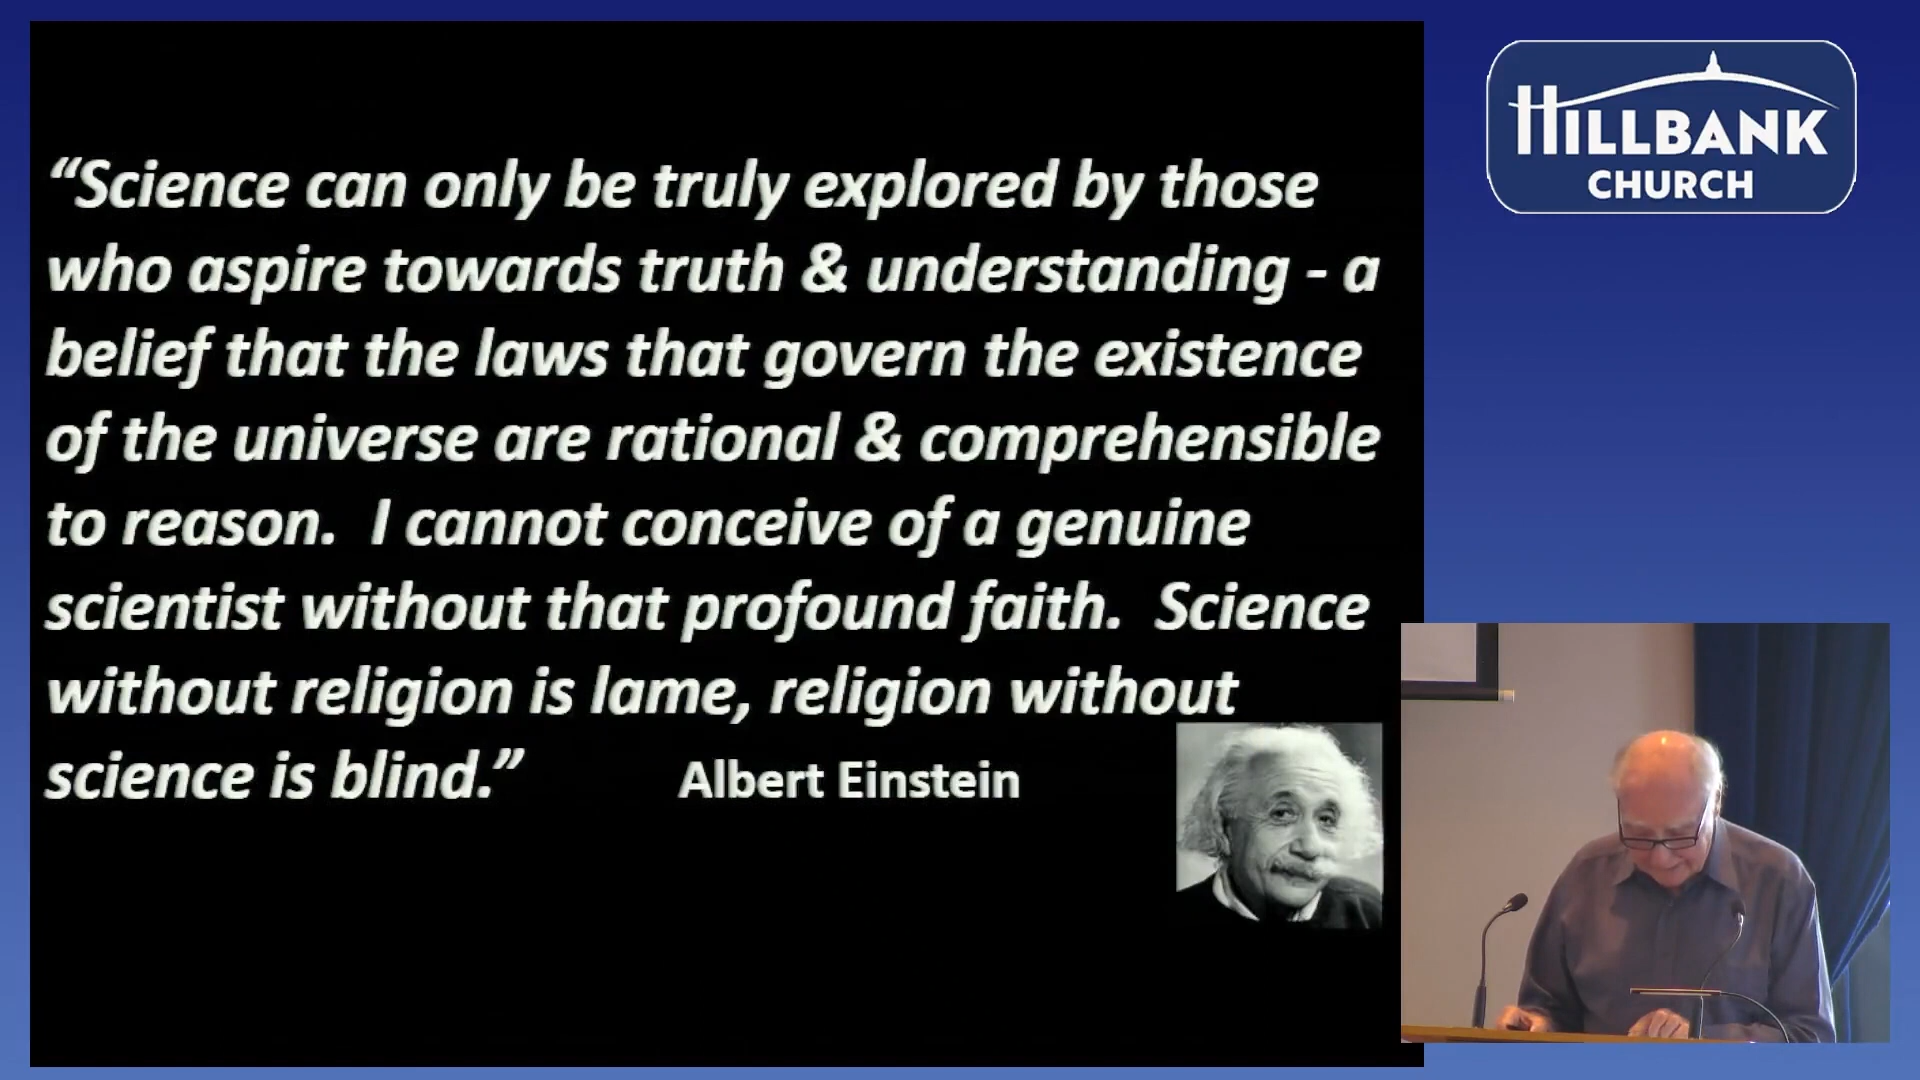 “Science can only be truly explored by those
who aspire towards truth & understanding - a
belief that the laws that govern the existence
of the universe are rational & comprehensible
to reason.  I cannot conceive of a genuine
scientist without that profound faith.  Science
without religion is lame, religion without
science is blind.”
Albert Einstein
HILLBANK
CHURCH